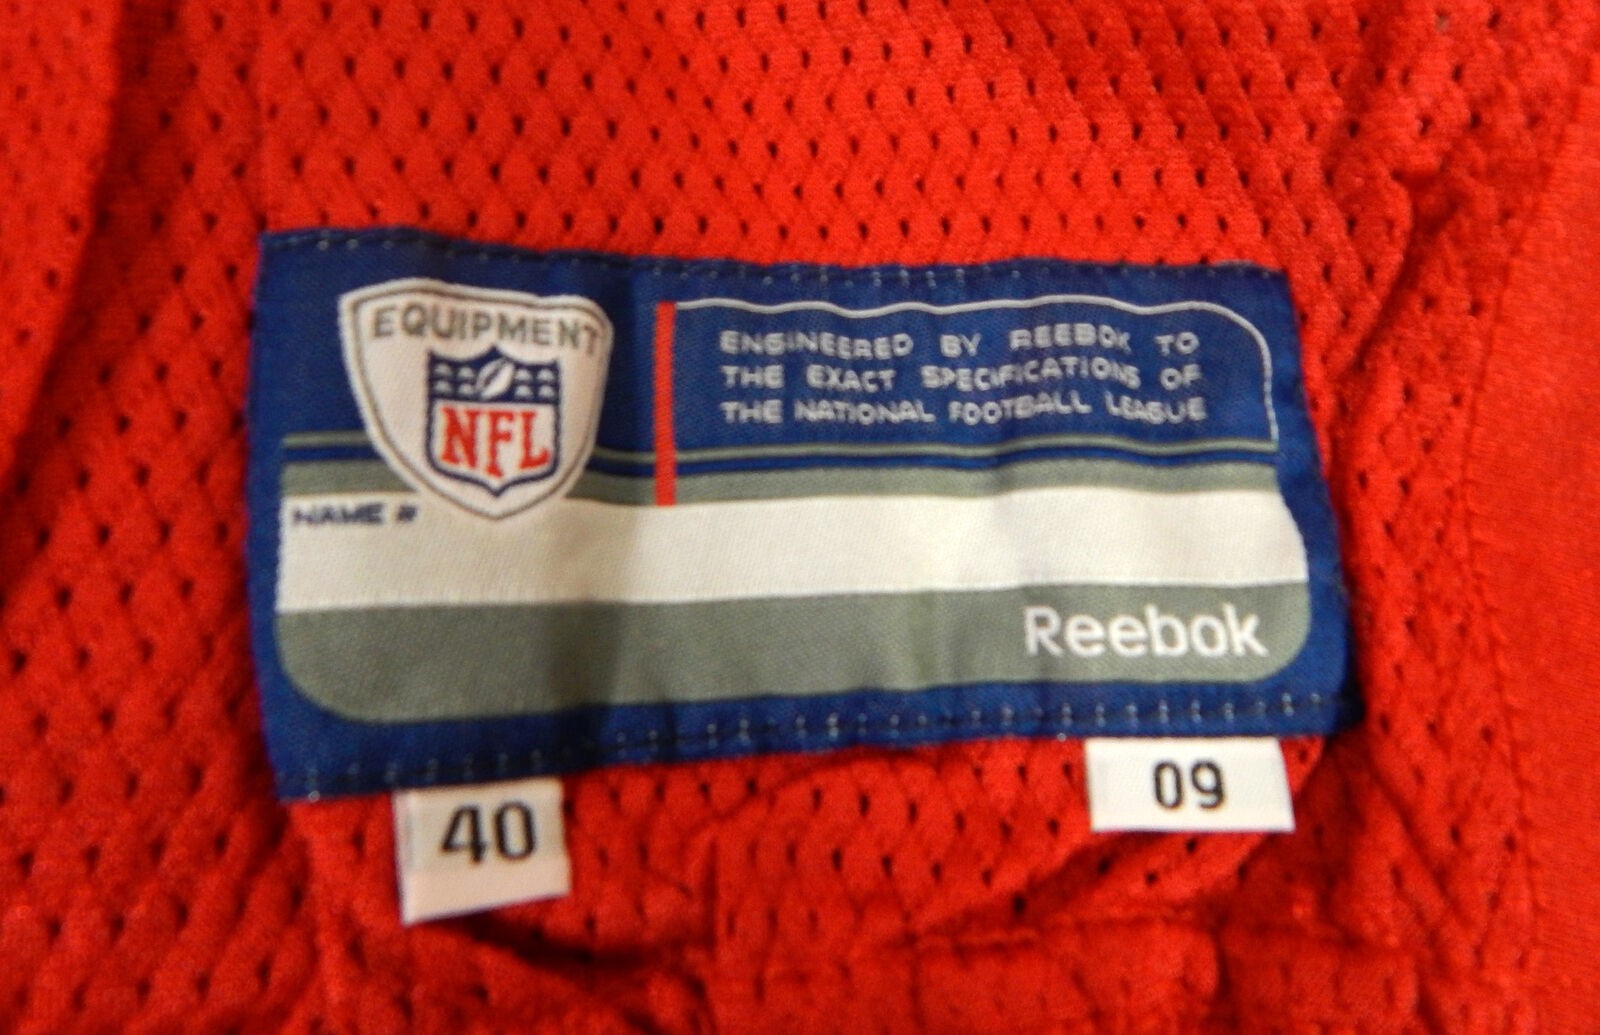 EQUIPMENT
NFL
ENGINEERED BY REEBOK TO
THE EXACT SPECIFICATIONS OF
THE NATIONAL FOOTBALL LEAGUE
NAME #
Reebok
40
09